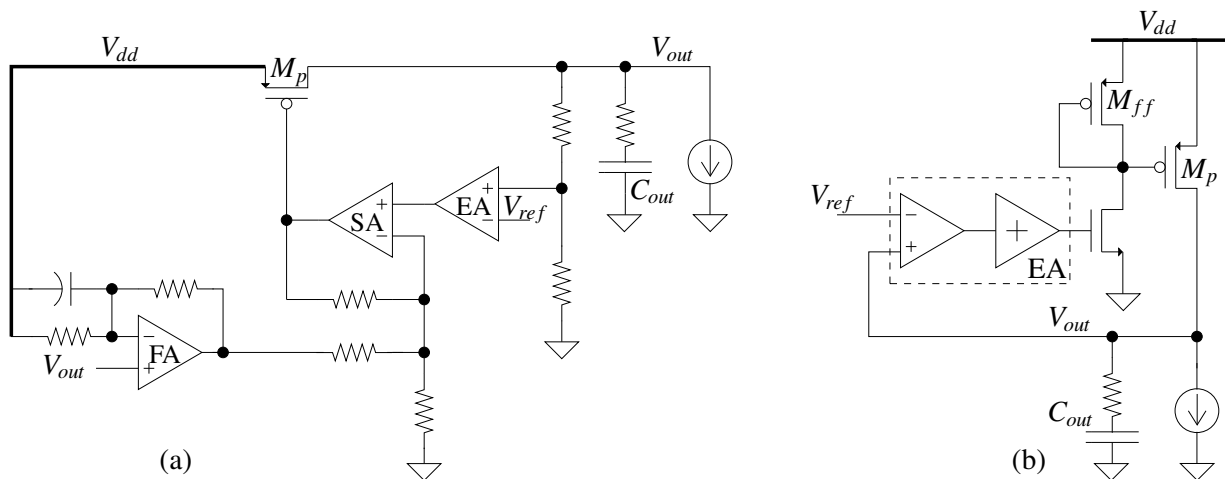 V_dd
M_p
V_out
EA
+
−
V_ref
SA
+
−
C_out
FA
−
+
V_out
(a)
V_dd
M_ff
M_p
V_ref
−
+
+
EA
V_out
C_out
(b)